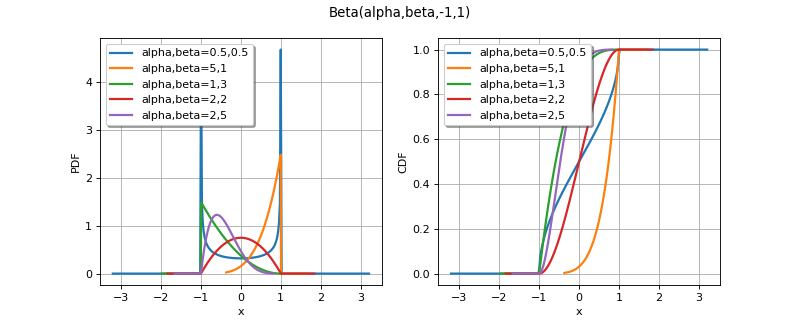 Beta(alpha,beta,-1,1)
PDF
4
3
2
1
0
alpha,beta=0.5,0.5
alpha,beta=5,1
alpha,beta=1,3
alpha,beta=2,2
alpha,beta=2,5
−3 −2 −1 0 1 2 3
x
CDF
1.0
0.8
0.6
0.4
0.2
0.0
alpha,beta=0.5,0.5
alpha,beta=5,1
alpha,beta=1,3
alpha,beta=2,2
alpha,beta=2,5
−3 −2 −1 0 1 2 3
x